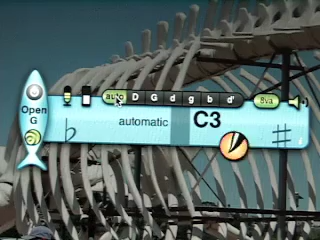 Open
G
auto D G d g b d' 8va
automatic C3
♭ ♯